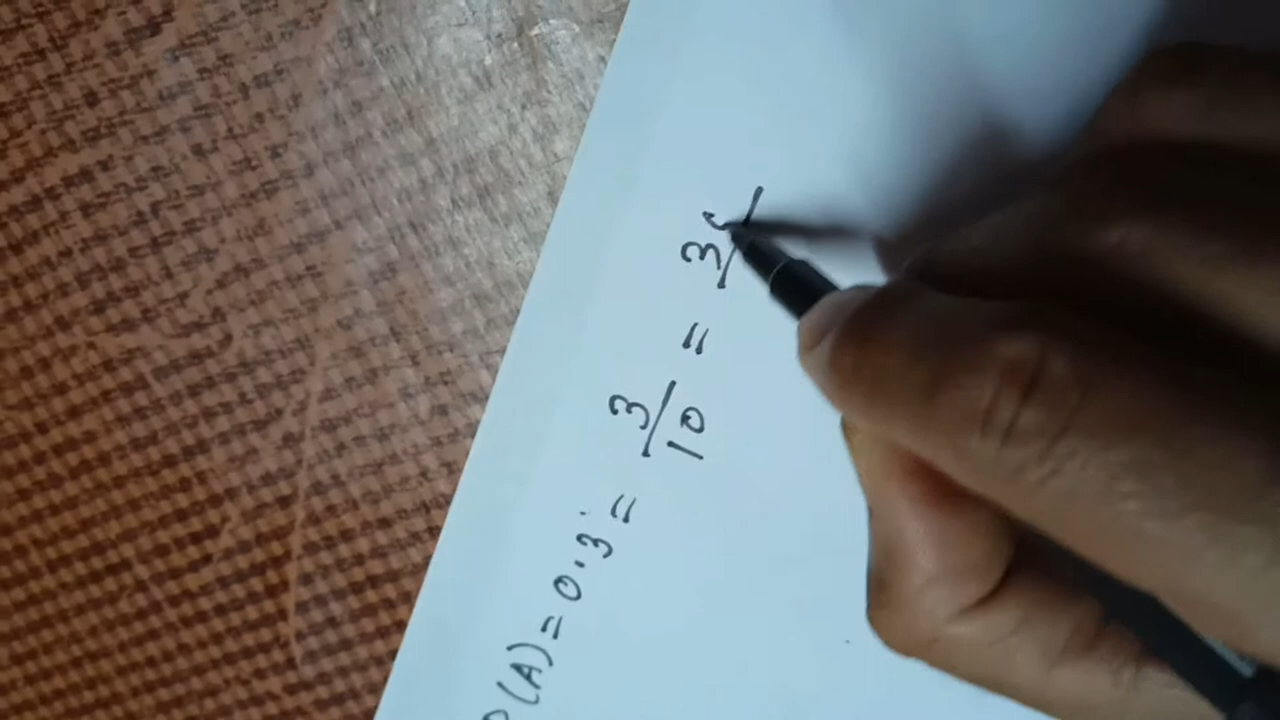 P(A) = 0.3 = 3/10 = 3